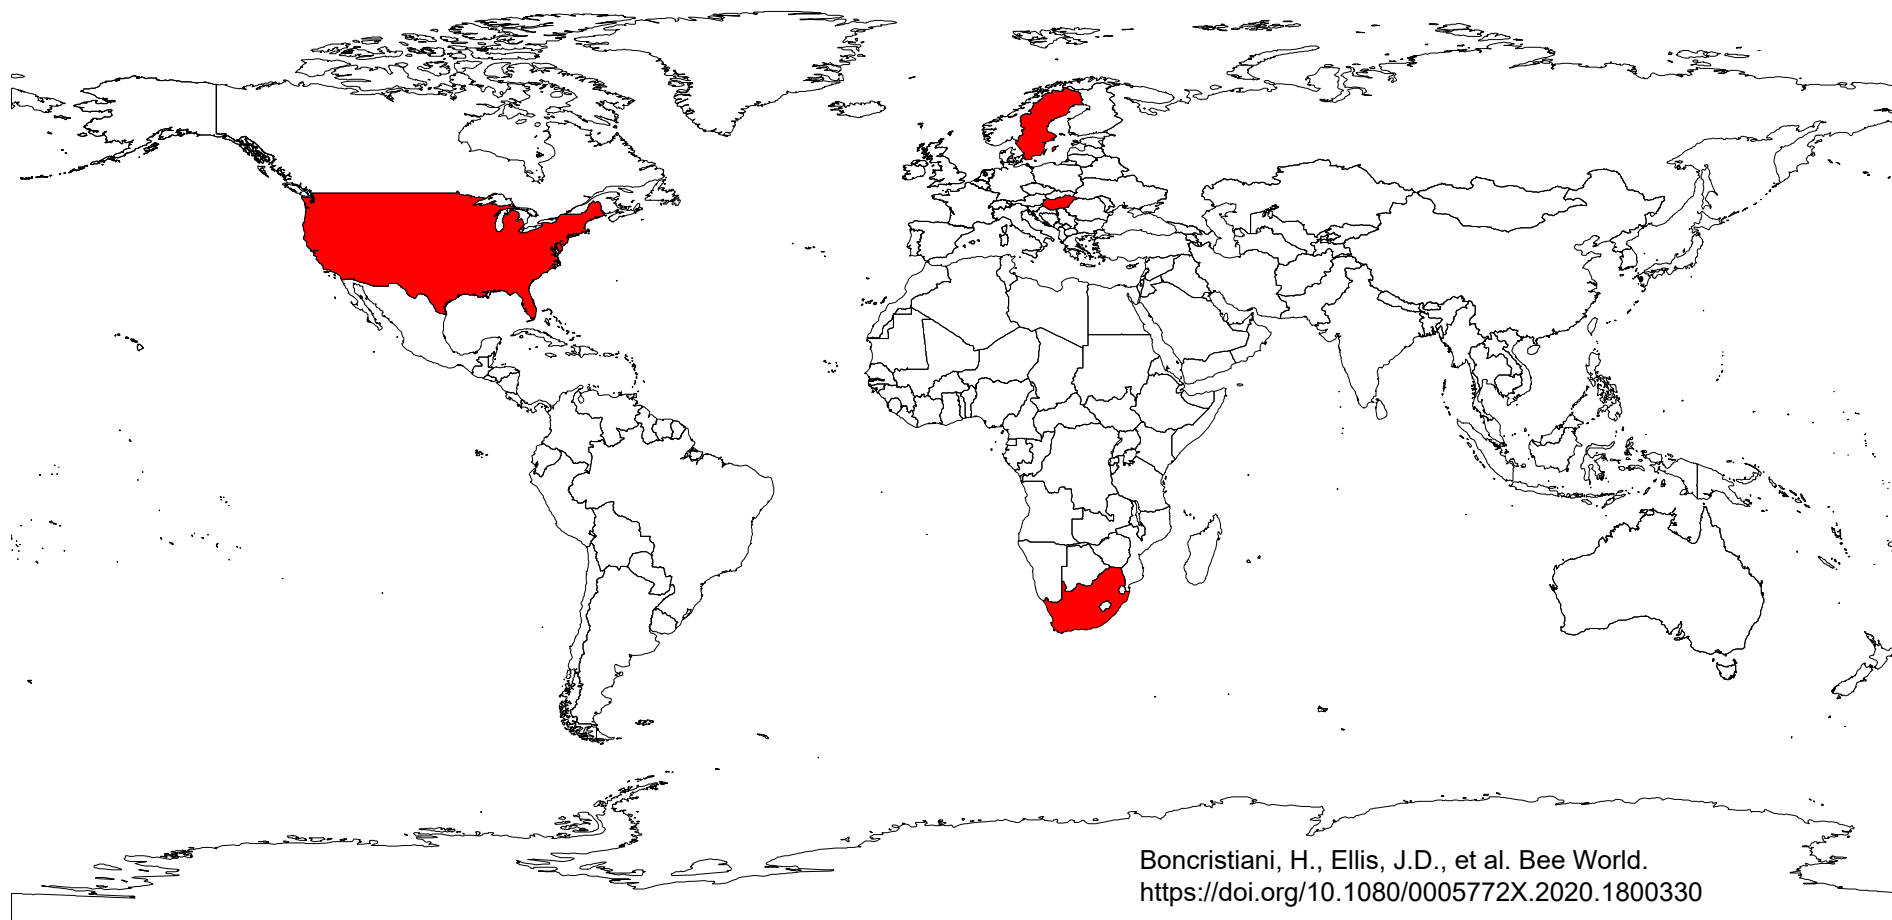 Boncristiani, H., Ellis, J.D., et al. Bee World.
https://doi.org/10.1080/0005772X.2020.1800330